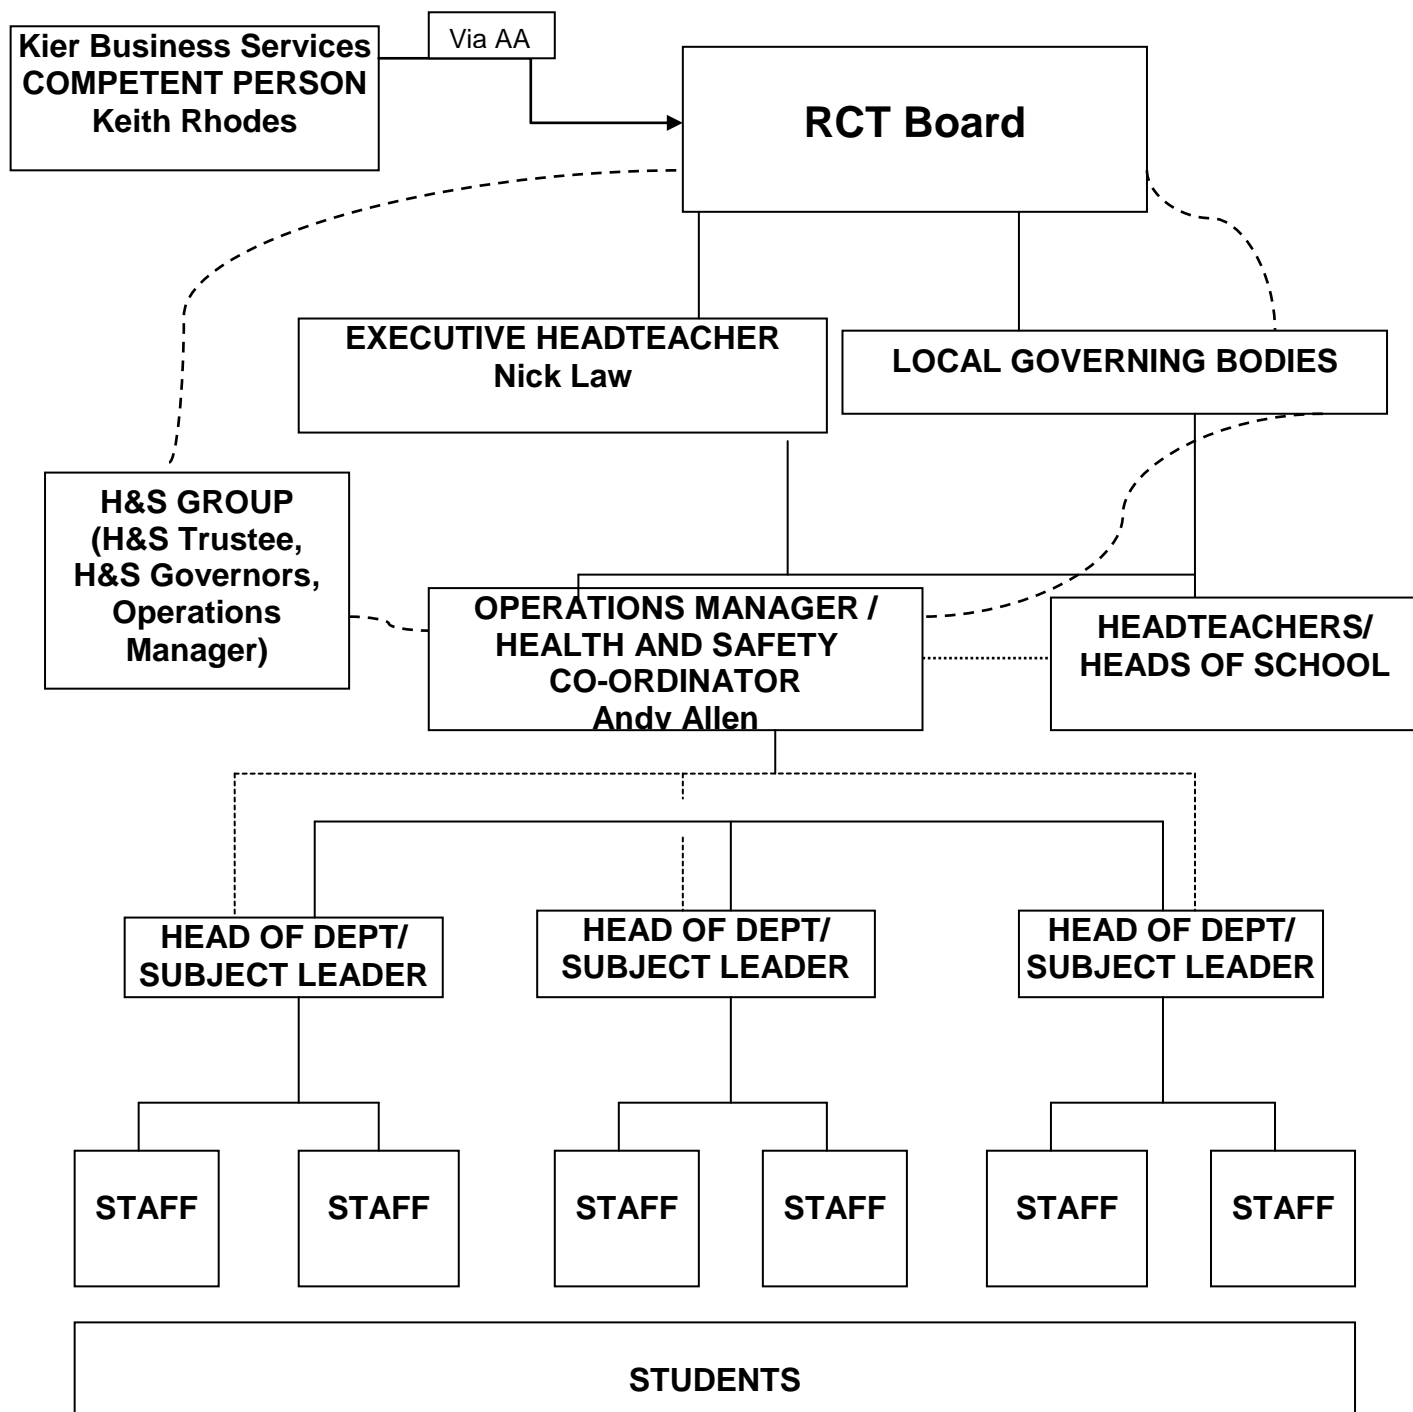 Kier Business Services
COMPETENT PERSON
Keith Rhodes
Via AA
RCT Board
EXECUTIVE HEADTEACHER
Nick Law
LOCAL GOVERNING BODIES
H&S GROUP
(H&S Trustee,
H&S Governors,
Operations
Manager)
OPERATIONS MANAGER /
HEALTH AND SAFETY
CO-ORDINATOR
Andy Allen
HEADTEACHERS/
HEADS OF SCHOOL
HEAD OF DEPT/
SUBJECT LEADER
HEAD OF DEPT/
SUBJECT LEADER
HEAD OF DEPT/
SUBJECT LEADER
STAFF
STAFF
STAFF
STAFF
STAFF
STAFF
STUDENTS